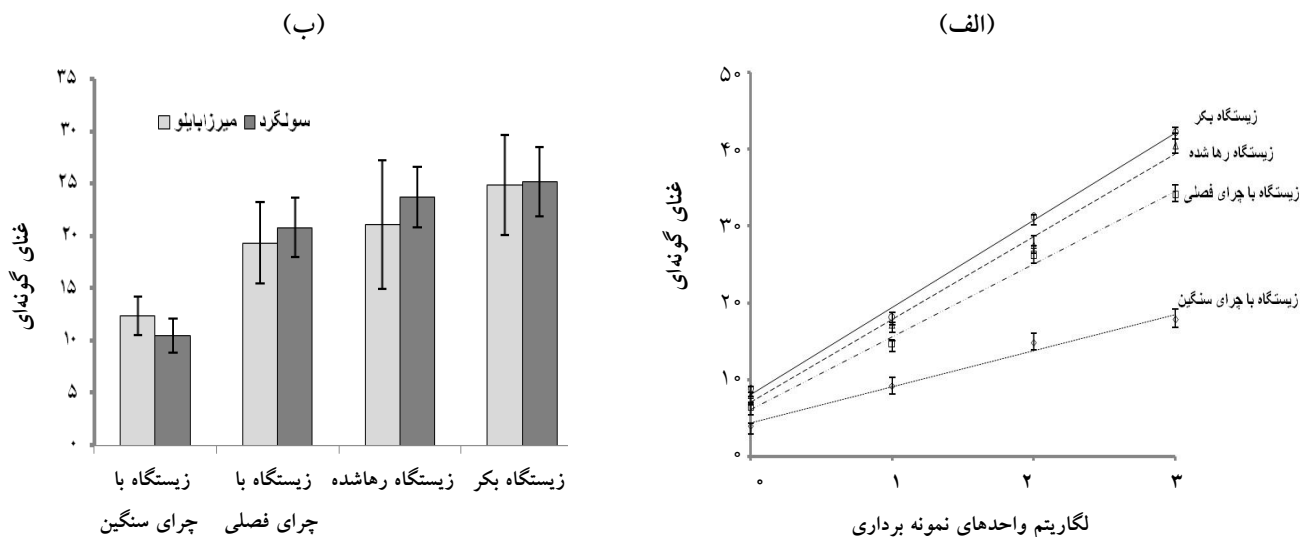 (الف)
غنای گونه‌ای
۵۰
۴۰
۳۰
۲۰
۱۰
۰
زیستگاه بکر
زیستگاه رها شده
زیستگاه با چرای فصلی
زیستگاه با چرای سنگین
۰ ۱ ۲ ۳
لگاریتم واحدهای نمونه برداری
(ب)
غنای گونه‌ای
۳۵
۳۰
۲۵
۲۰
۱۵
۱۰
۵
۰
میرزابایلو سولگرد
زیستگاه با چرای سنگین
زیستگاه با چرای فصلی
زیستگاه رهاشده
زیستگاه بکر